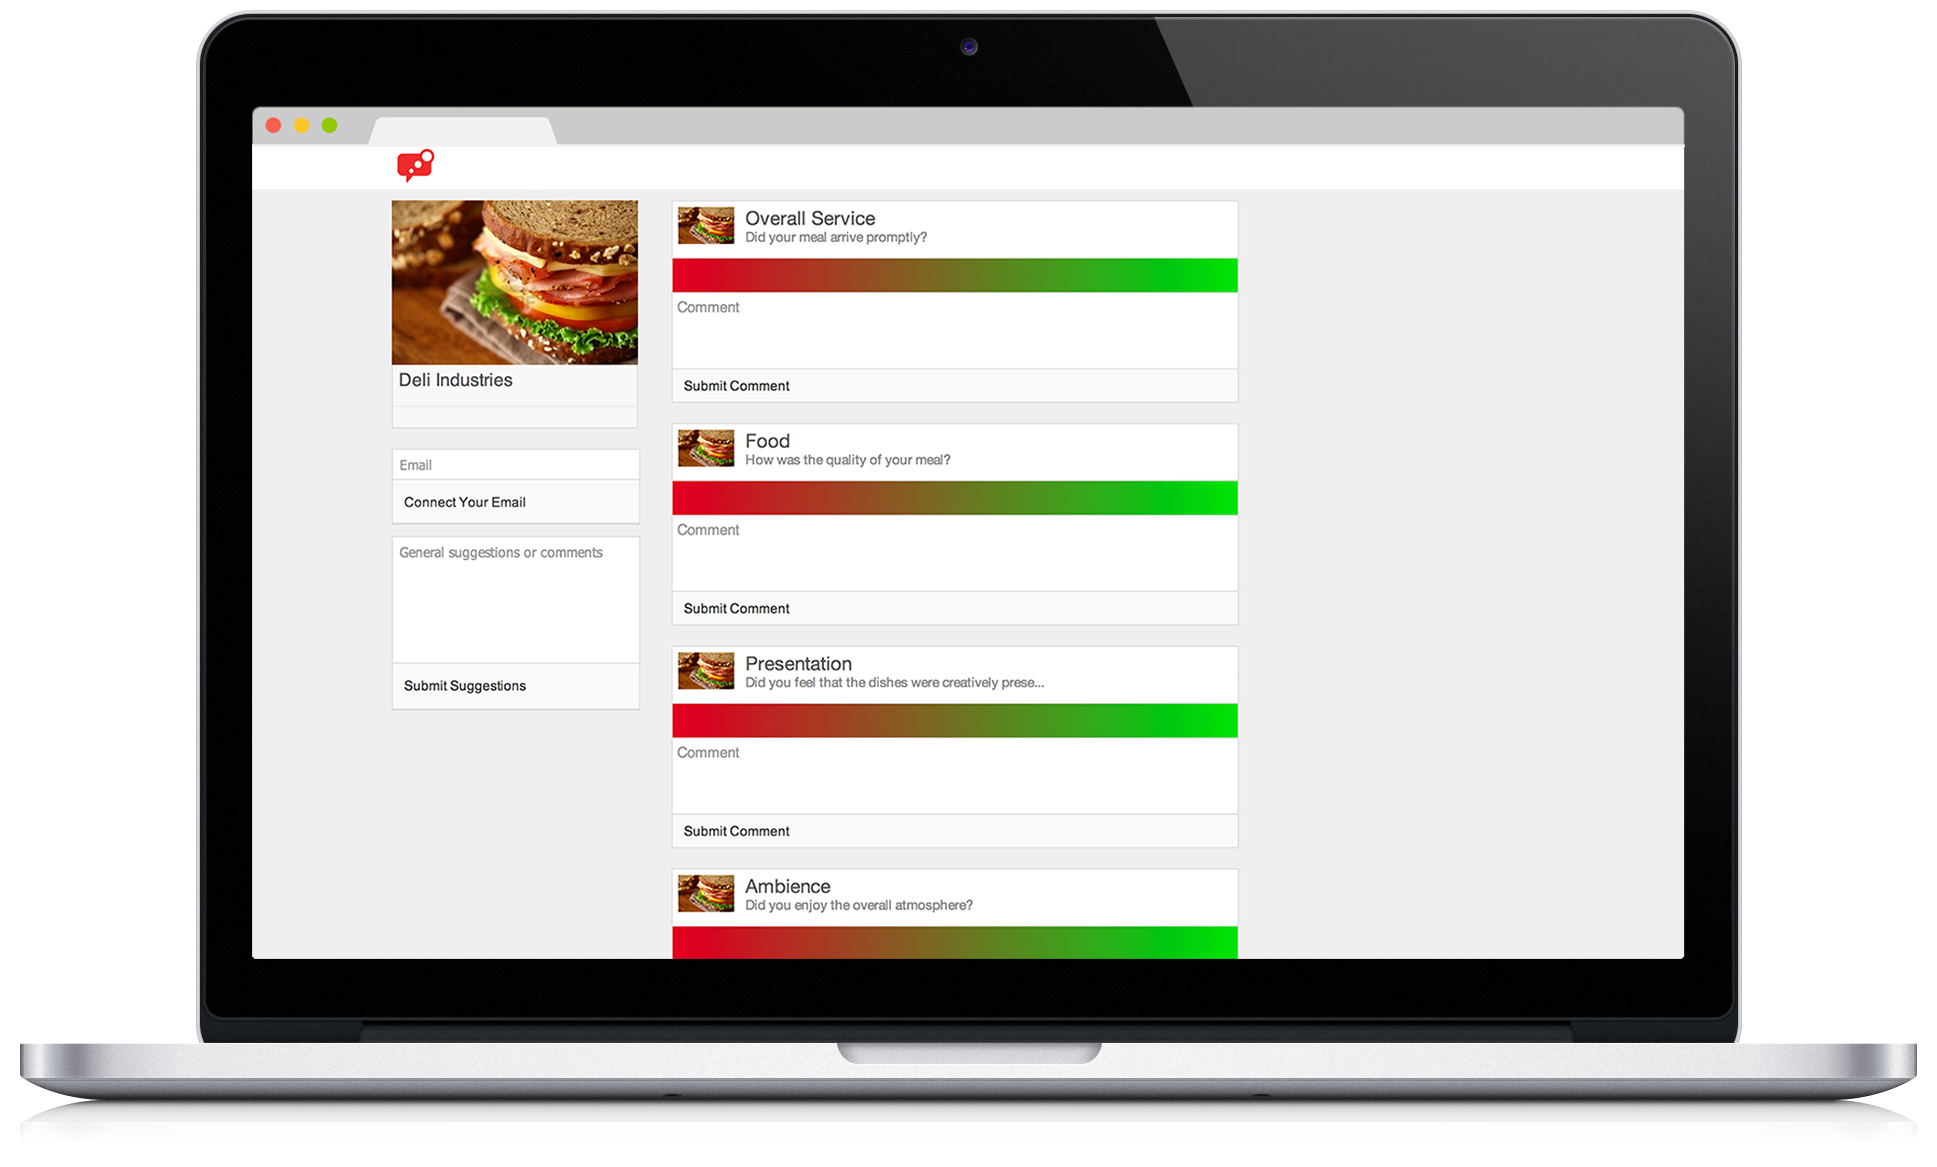 Deli Industries
Email
Connect Your Email
General suggestions or comments
Submit Suggestions
Overall Service
Did your meal arrive promptly?
Comment
Submit Comment
Food
How was the quality of your meal?
Comment
Submit Comment
Presentation
Did you feel that the dishes were creatively prese...
Comment
Submit Comment
Ambience
Did you enjoy the overall atmosphere?